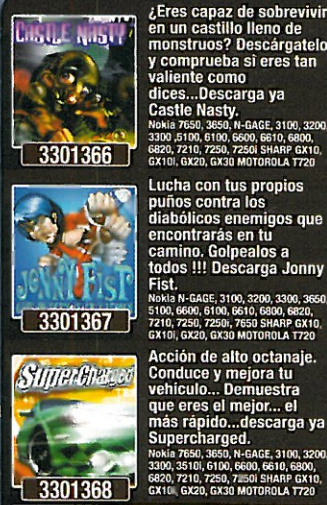 CASTLE NASTY
3301366
¿Eres capaz de sobrevivir
en un castillo lleno de
monstruos? Descárgatelo
y comprueba si eres tan
valiente como
dices...Descarga ya
Castle Nasty.
Nokia 7650, 3650, N-GAGE, 3100, 3200,
3300 ,5100, 6100, 6600, 6610, 6800,
6820, 7210, 7250, 7250i SHARP GX10,
GX10i, GX20, GX30 MOTOROLA T720
JONNY FIST
3301367
Lucha con tus propios
puños contra los
diabólicos enemigos que
encontrarás en tu
camino. Golpealos a
todos !!! Descarga Jonny
Fist.
Nokia N-GAGE, 3100, 3200, 3300, 3650,
5100, 6600, 6100, 6610, 6800, 6820,
7210, 7250, 7250i, 7650 SHARP GX10,
GX10i, GX20, GX30 MOTOROLA T720
SuperCharged
3301368
Acción de alto octanaje.
Conduce y mejora tu
vehículo... Demuestra
que eres el mejor... el
más rápido...descarga ya
Supercharged.
Nokia 7650, 3650, N-GAGE, 3100, 3200,
3300, 3510i, 6100, 6600, 6610, 6800,
6820, 7210, 7250, 7250i SHARP GX10,
GX10i, GX20, GX30 MOTOROLA T720